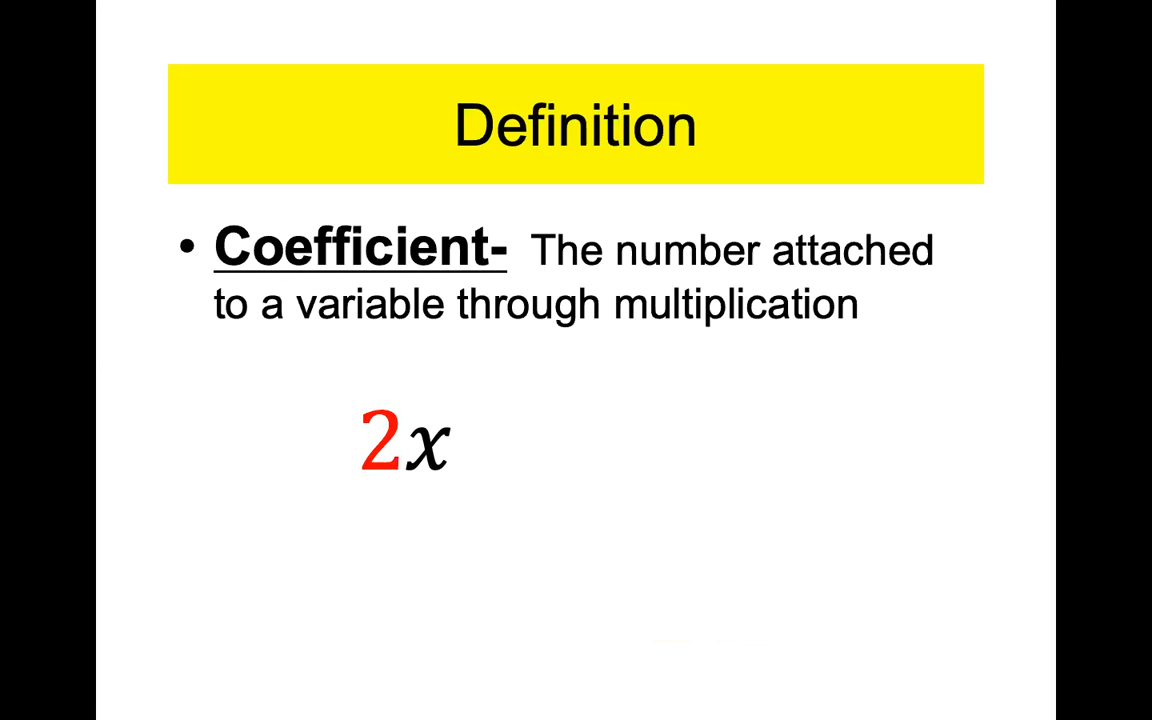 Definition
• Coefficient- The number attached
to a variable through multiplication
2x